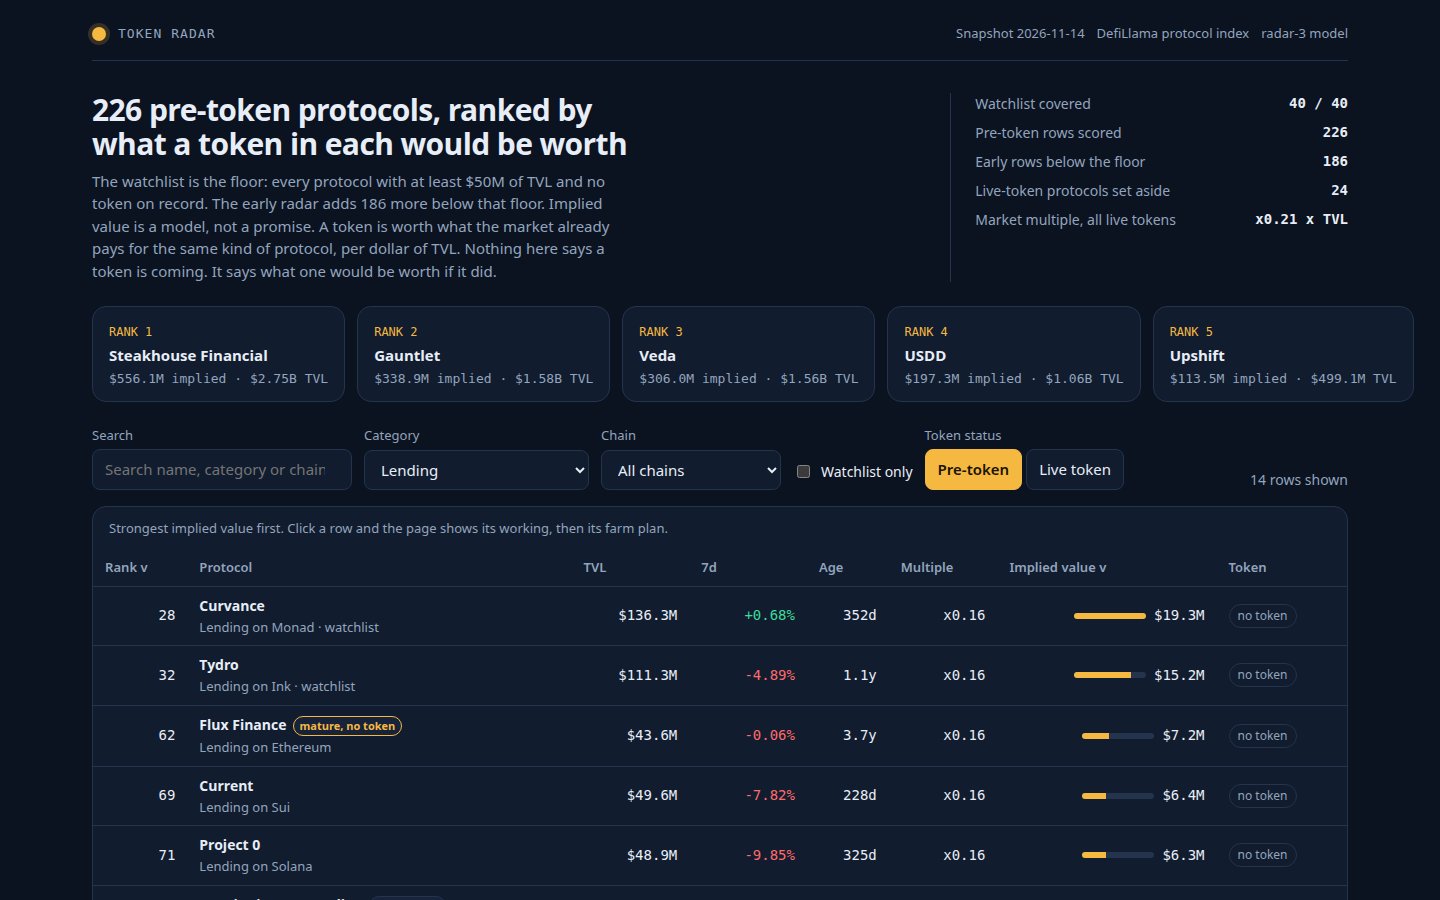 TOKEN RADAR
Snapshot 2026-11-14 DefiLlama protocol index radar-3 model
226 pre-token protocols, ranked by
what a token in each would be worth
The watchlist is the floor: every protocol with at least $50M of TVL and no
token on record. The early radar adds 186 more below that floor. Implied
value is a model, not a promise. A token is worth what the market already
pays for the same kind of protocol, per dollar of TVL. Nothing here says a
token is coming. It says what one would be worth if it did.
Watchlist covered 40 / 40
Pre-token rows scored 226
Early rows below the floor 186
Live-token protocols set aside 24
Market multiple, all live tokens x0.21 x TVL
RANK 1
Steakhouse Financial
$556.1M implied · $2.75B TVL
RANK 2
Gauntlet
$338.9M implied · $1.58B TVL
RANK 3
Veda
$306.0M implied · $1.56B TVL
RANK 4
USDD
$197.3M implied · $1.06B TVL
RANK 5
Upshift
$113.5M implied · $499.1M TVL
Search
Search name, category or chain
Category
Lending
Chain
All chains
Watchlist only
Token status
Pre-token Live token
14 rows shown
Strongest implied value first. Click a row and the page shows its working, then its farm plan.
Rank v Protocol TVL 7d Age Multiple Implied value v Token
28 Curvance $136.3M +0.68% 352d x0.16 $19.3M no token
Lending on Monad · watchlist
32 Tydro $111.3M -4.89% 1.1y x0.16 $15.2M no token
Lending on Ink · watchlist
62 Flux Finance mature, no token $43.6M -0.06% 3.7y x0.16 $7.2M no token
Lending on Ethereum
69 Current $49.6M -7.82% 228d x0.16 $6.4M no token
Lending on Sui
71 Project 0 $48.9M -9.85% 325d x0.16 $6.3M no token
Lending on Solana